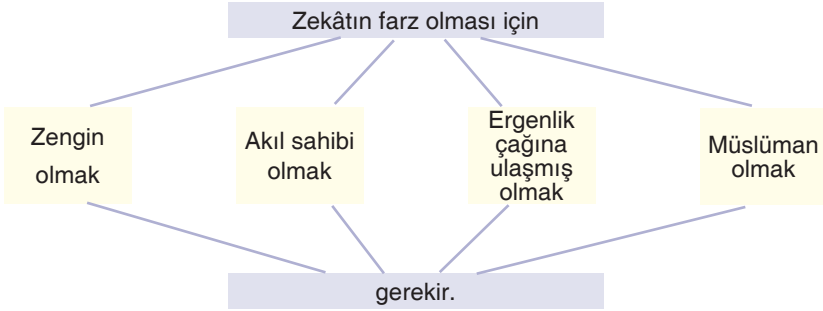 Zekâtın farz olması için
Zengin
olmak
Akıl sahibi
olmak
Ergenlik
çağına
ulaşmış
olmak
Müslüman
olmak
gerekir.